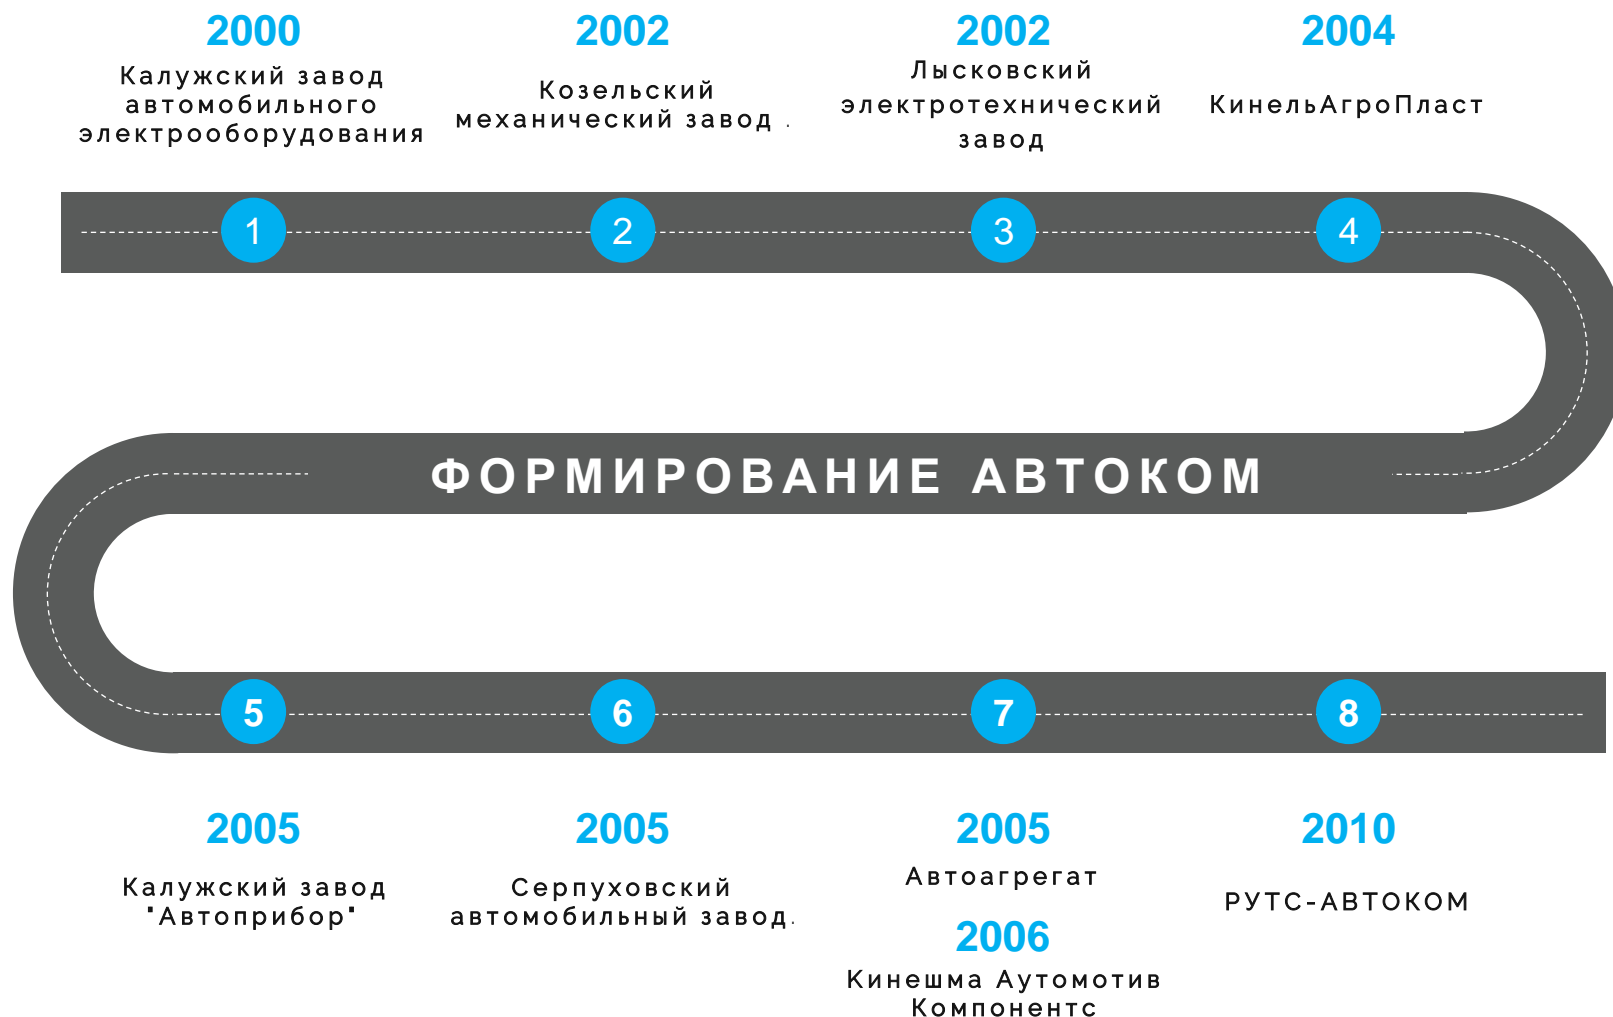 2000
Калужский завод
автомобильного
электрооборудования
2002
Козельский
механический завод .
2002
Лысковский
электротехнический
завод
2004
КинельАгроПласт
1
2
3
4
ФОРМИРОВАНИЕ АВТОКОМ
5
6
7
8
2005
Калужский завод
"Автоприбор"
2005
Серпуховский
автомобильный завод.
2005
Автоагрегат
2006
Кинешма Аутомотив
Компонентс
2010
РУТС-АВТОКОМ